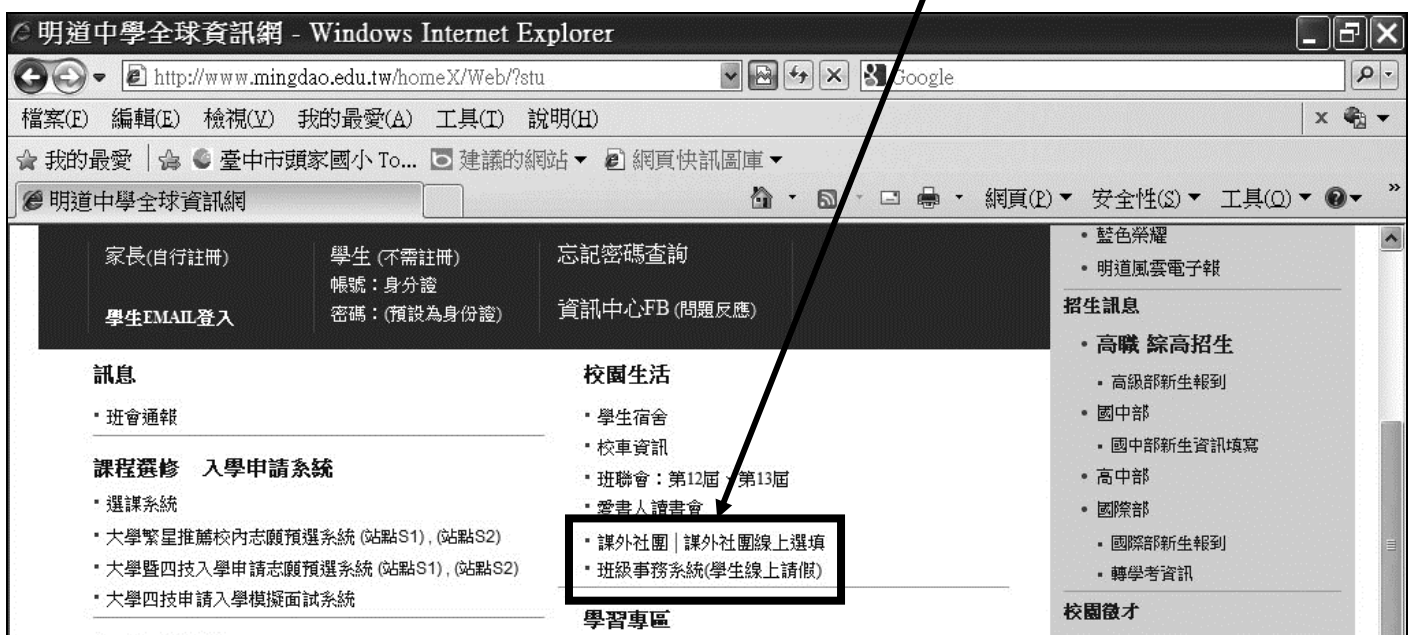 明道中學全球資訊網 - Windows Internet Explorer
http://www.mingdao.edu.tw/homeX/Web/?stu
Google
檔案(F) 編輯(E) 檢視(V) 我的最愛(A) 工具(T) 說明(H)
我的最愛 臺中市頭家國小 To... 建議的網站 網頁快訊圖庫
明道中學全球資訊網
網頁(P) 安全性(S) 工具(O)
家長(自行註冊)
學生EMAIL登入
學生 (不需註冊)
帳號：身分證
密碼：(預設為身份證)
忘記密碼查詢
資訊中心FB (問題反應)
訊息
班會通報
課程選修 入學申請系統
選課系統
大學繁星推薦校內志願預選系統 (站點S1) , (站點S2)
大學暨四技入學申請志願預選系統 (站點S1) , (站點S2)
大學四技申請入學模擬面試系統
校園生活
學生宿舍
校車資訊
班聯會：第12屆、第13屆
愛書人讀書會
課外社團 | 課外社團線上選填
班級事務系統(學生線上請假)
學習專區
藍色榮耀
明道風雲電子報
招生訊息
高職 綜高招生
高級部新生報到
國中部
國中部新生資訊填寫
高中部
國際部
國際部新生報到
轉學考資訊
校園徵才